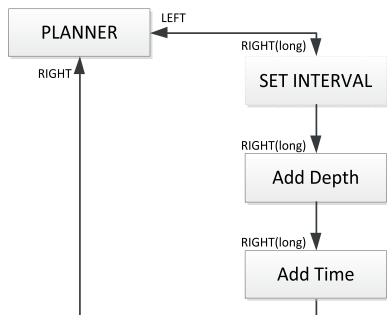 PLANNER
LEFT
RIGHT(long)
RIGHT
SET INTERVAL
RIGHT(long)
Add Depth
RIGHT(long)
Add Time